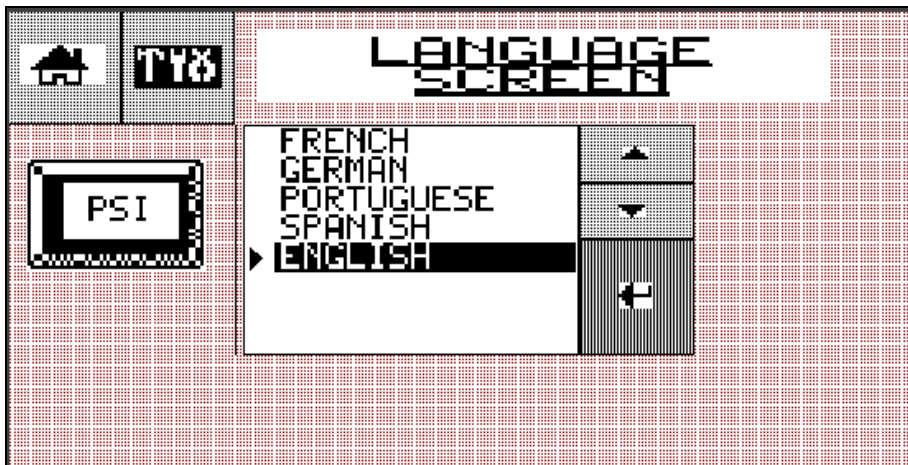 LANGUAGE
SCREEN
PSI
FRENCH
GERMAN
PORTUGUESE
SPANISH
ENGLISH